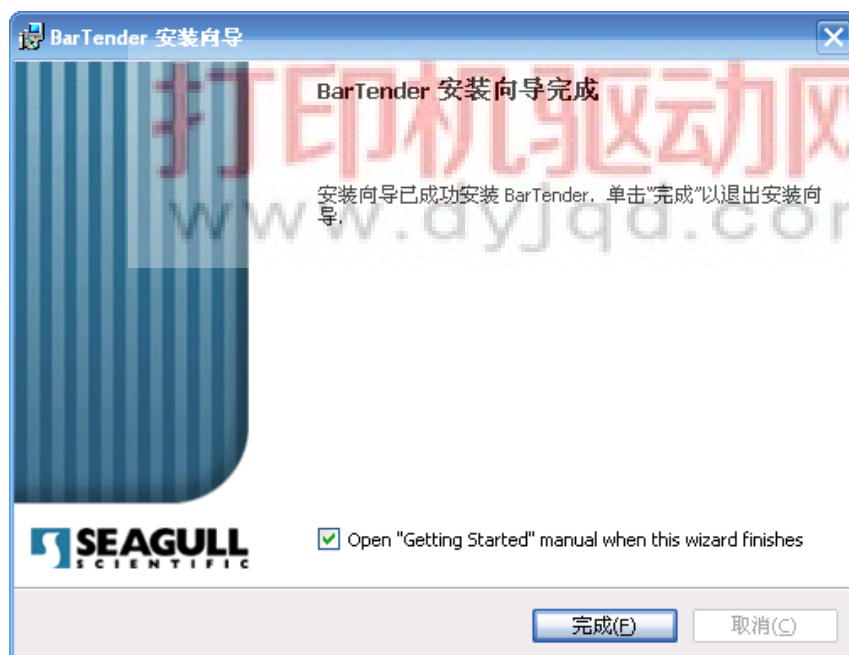 BarTender 安装向导
BarTender 安装向导完成
打印机驱动网
安装向导已成功安装 BarTender. 单击"完成"以退出安装向
导.
www.dyjqd.com
SEAGULL
SCIENTIFIC
Open "Getting Started" manual when this wizard finishes
完成(F)
取消(C)